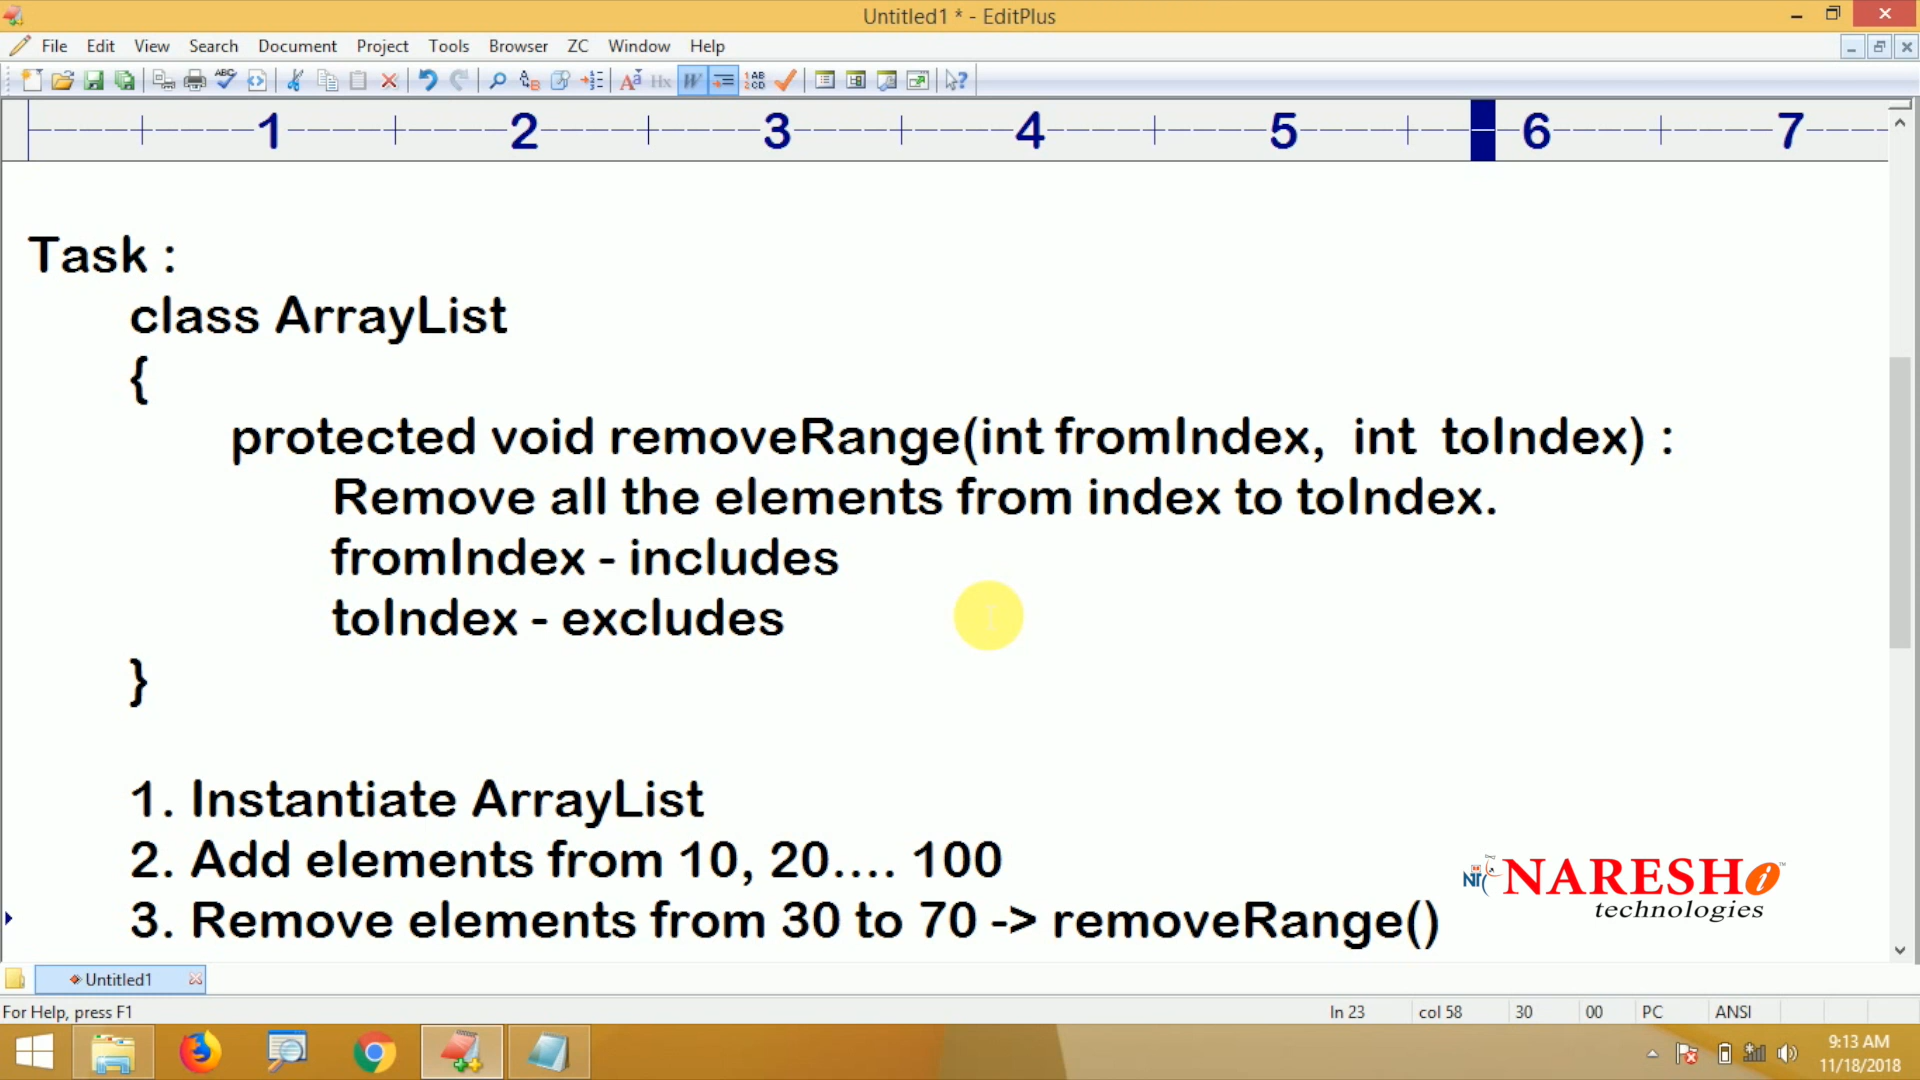 Untitled1 * - EditPlus
File Edit View Search Document Project Tools Browser ZC Window Help
1 2 3 4 5 6 7
Task :
class ArrayList
{
protected void removeRange(int fromIndex, int toIndex) :
Remove all the elements from index to toIndex.
fromIndex - includes
toIndex - excludes
}
1. Instantiate ArrayList
2. Add elements from 10, 20.... 100
3. Remove elements from 30 to 70 -> removeRange()
NARESH i
technologies
Untitled1
For Help, press F1 ln 23 col 58 30 00 PC ANSI
9:13 AM
11/18/2018